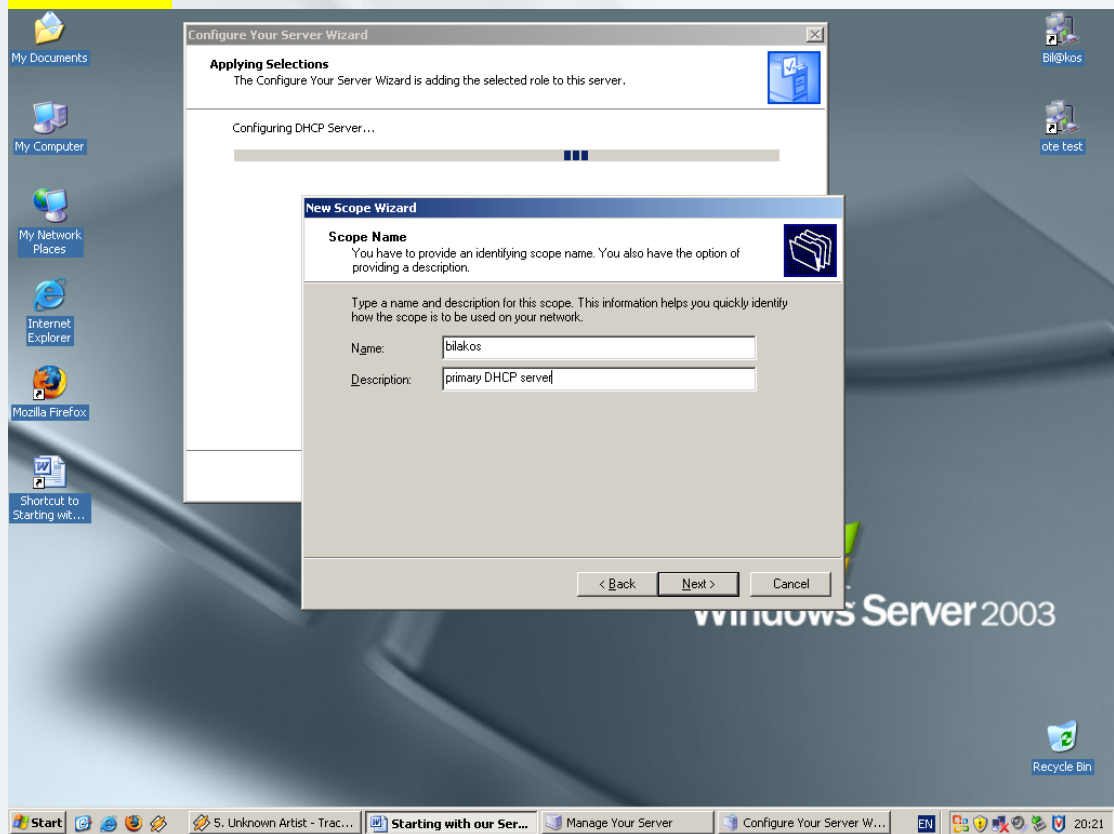 My Documents
My Computer
My Network
Places
Internet
Explorer
Mozilla Firefox
Shortcut to
Starting wit...
Configure Your Server Wizard
Applying Selections
The Configure Your Server Wizard is adding the selected role to this server.
Configuring DHCP Server...
New Scope Wizard
Scope Name
You have to provide an identifying scope name. You also have the option of
providing a description.
Type a name and description for this scope. This information helps you quickly identify
how the scope is to be used on your network.
Name:
bilakos
Description:
primary DHCP server
< Back
Next >
Cancel
Bil@kos
ote test
Windows Server 2003
Recycle Bin
Start
5. Unknown Artist - Trac...
Starting with our Ser...
Manage Your Server
Configure Your Server W...
EN
20:21